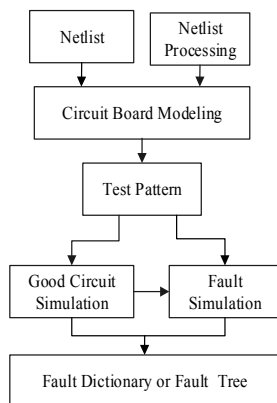 Netlist
Netlist
Processing
Circuit Board Modeling
Test Pattern
Good Circuit
Simulation
Fault
Simulation
Fault Dictionary or Fault Tree